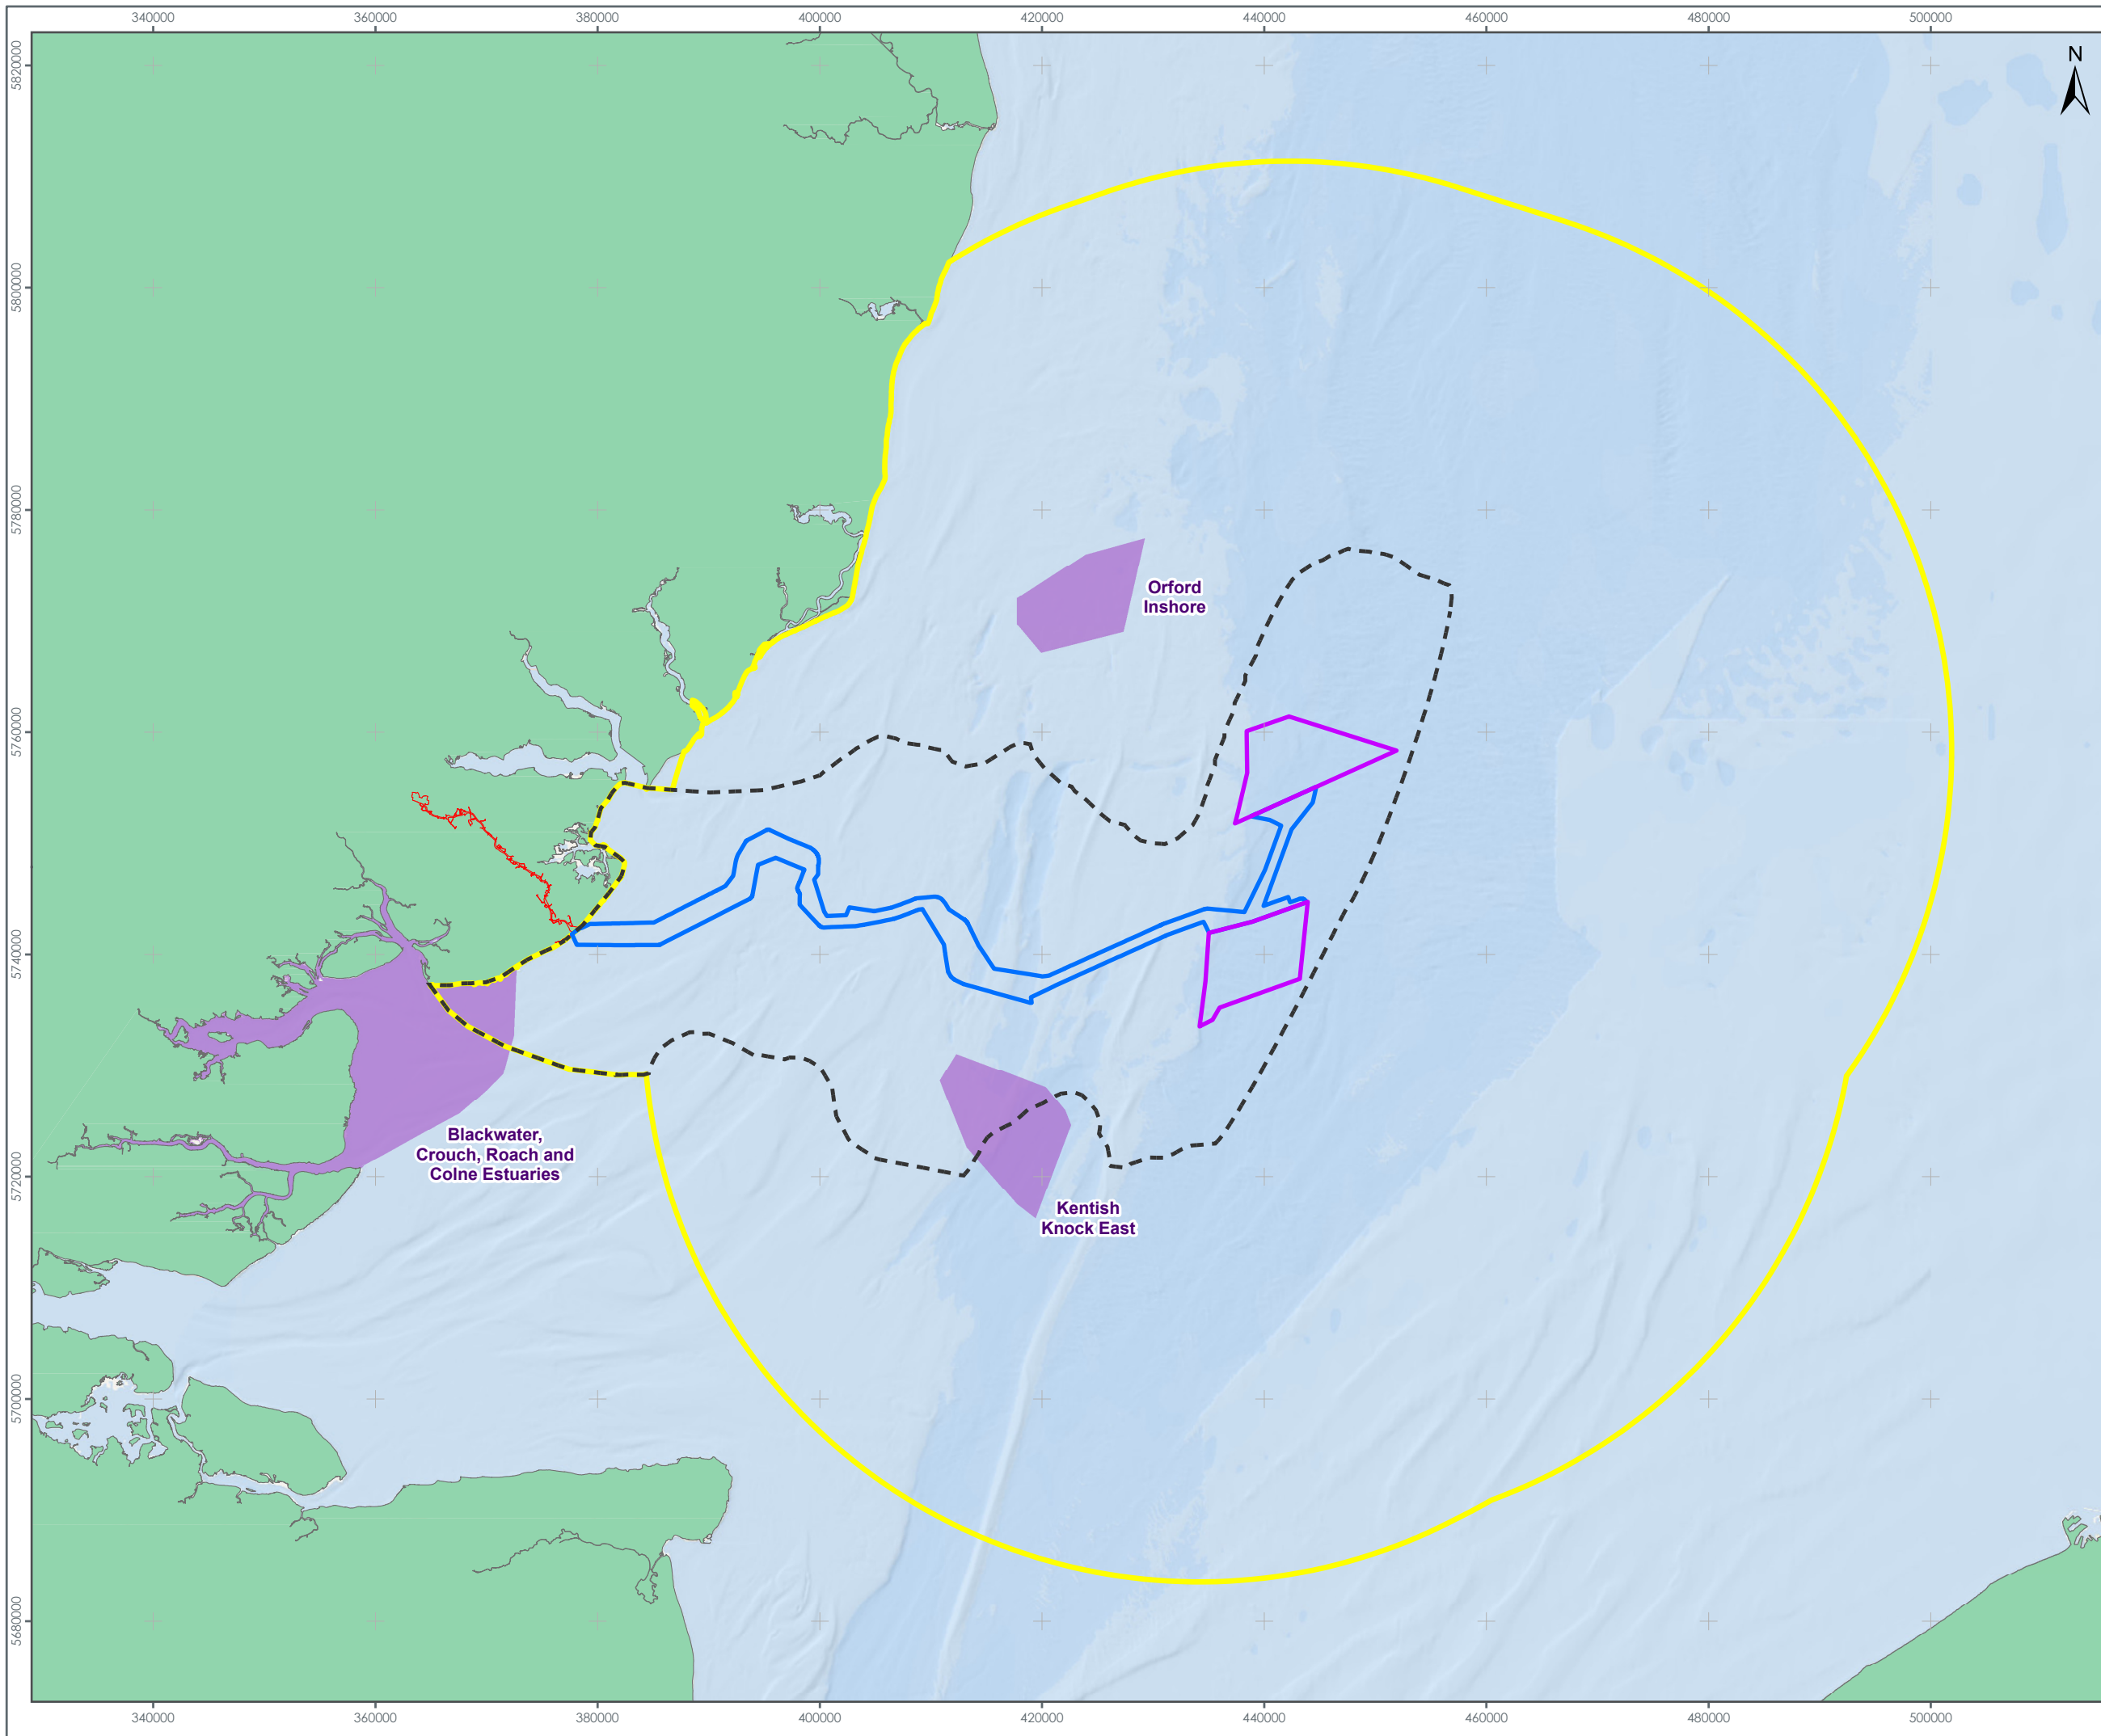 340000 360000 380000 400000 420000 440000 460000 480000 500000
N
5820000
5800000
5780000
5760000
5740000
5720000
5700000
5680000
Orford
Inshore
Blackwater,
Crouch, Roach and
Colne Estuaries
Kentish
Knock East
340000 360000 380000 400000 420000 440000 460000 480000 500000